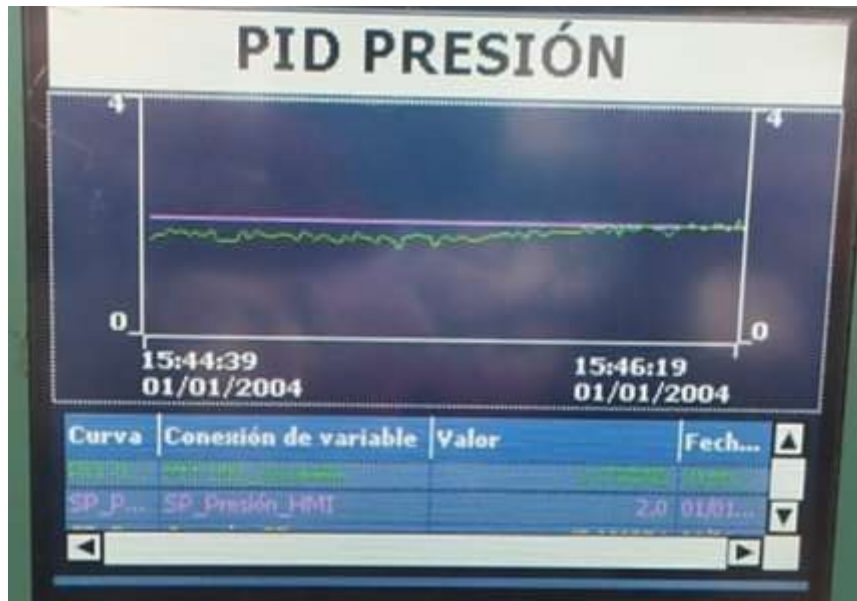 PID PRESIÓN
4 4
0 0
15:44:39 15:46:19
01/01/2004 01/01/2004
Curva Conexión de variable Valor Fech...
SP_P... SP_Presión_HMI 2,0 01/01...